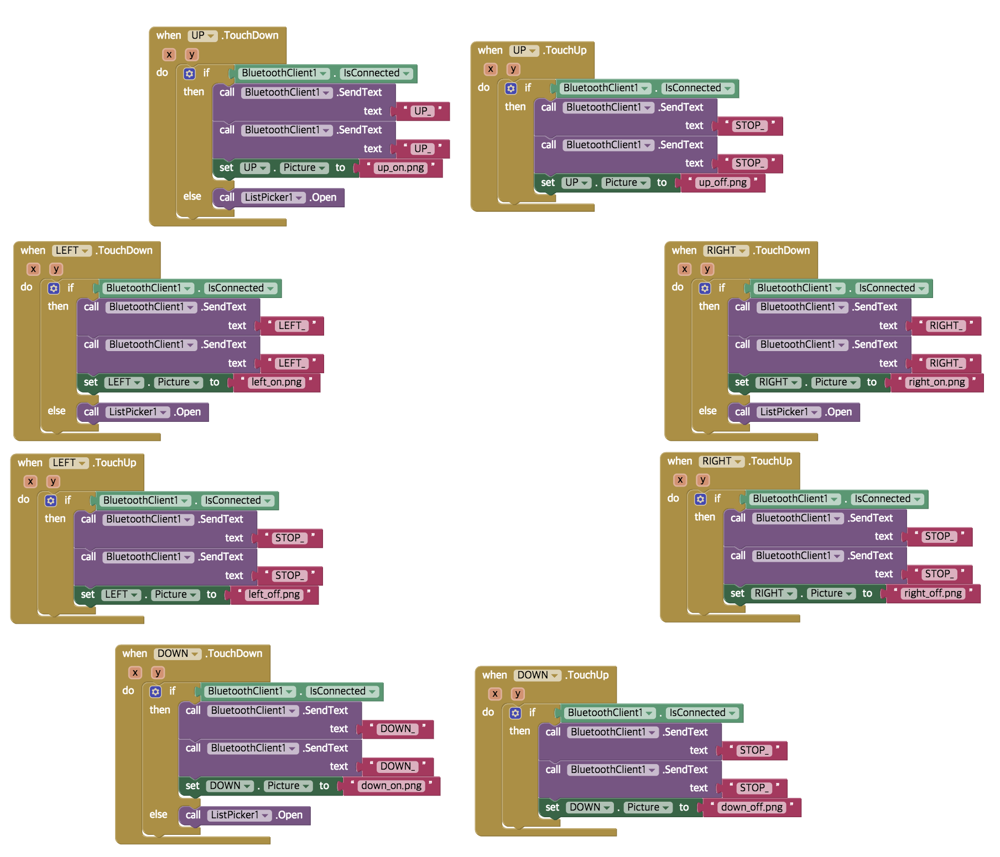 when UP .TouchDown
x y
do if BluetoothClient1 . IsConnected
then call BluetoothClient1 .SendText
text “ UP_ ”
call BluetoothClient1 .SendText
text “ UP_ ”
set UP . Picture to “ up_on.png ”
else call ListPicker1 .Open
when UP .TouchUp
x y
do if BluetoothClient1 . IsConnected
then call BluetoothClient1 .SendText
text “ STOP_ ”
call BluetoothClient1 .SendText
text “ STOP_ ”
set UP . Picture to “ up_off.png ”
when LEFT .TouchDown
x y
do if BluetoothClient1 . IsConnected
then call BluetoothClient1 .SendText
text “ LEFT_ ”
call BluetoothClient1 .SendText
text “ LEFT_ ”
set LEFT . Picture to “ left_on.png ”
else call ListPicker1 .Open
when RIGHT .TouchDown
x y
do if BluetoothClient1 . IsConnected
then call BluetoothClient1 .SendText
text “ RIGHT_ ”
call BluetoothClient1 .SendText
text “ RIGHT_ ”
set RIGHT . Picture to “ right_on.png ”
else call ListPicker1 .Open
when LEFT .TouchUp
x y
do if BluetoothClient1 . IsConnected
then call BluetoothClient1 .SendText
text “ STOP_ ”
call BluetoothClient1 .SendText
text “ STOP_ ”
set LEFT . Picture to “ left_off.png ”
when RIGHT .TouchUp
x y
do if BluetoothClient1 . IsConnected
then call BluetoothClient1 .SendText
text “ STOP_ ”
call BluetoothClient1 .SendText
text “ STOP_ ”
set RIGHT . Picture to “ right_off.png ”
when DOWN .TouchDown
x y
do if BluetoothClient1 . IsConnected
then call BluetoothClient1 .SendText
text “ DOWN_ ”
call BluetoothClient1 .SendText
text “ DOWN_ ”
set DOWN . Picture to “ down_on.png ”
else call ListPicker1 .Open
when DOWN .TouchUp
x y
do if BluetoothClient1 . IsConnected
then call BluetoothClient1 .SendText
text “ STOP_ ”
call BluetoothClient1 .SendText
text “ STOP_ ”
set DOWN . Picture to “ down_off.png ”